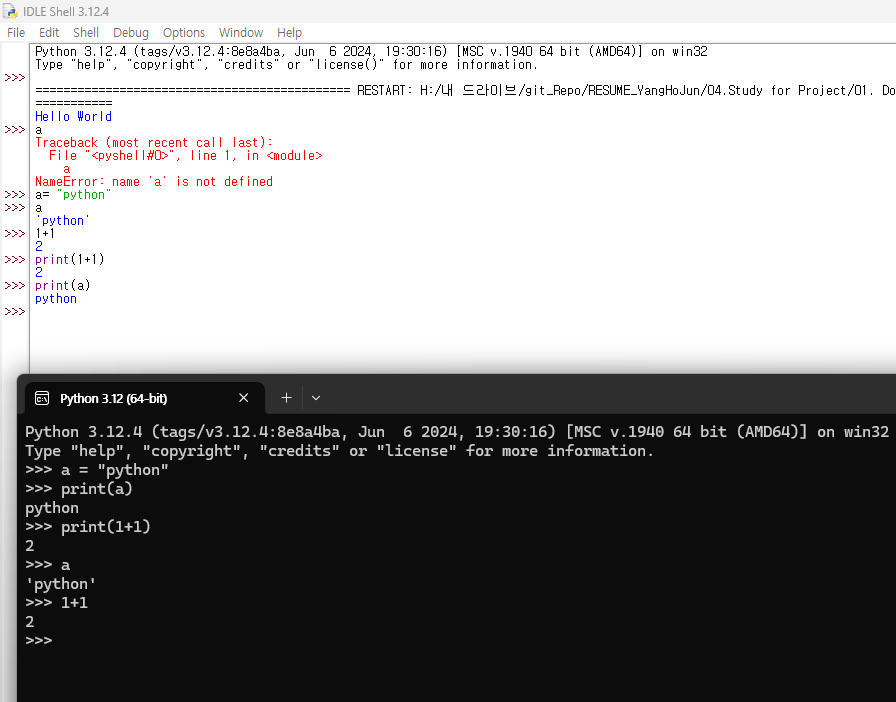 IDLE Shell 3.12.4
File Edit Shell Debug Options Window Help
Python 3.12.4 (tags/v3.12.4:8e8a4ba, Jun  6 2024, 19:30:16) [MSC v.1940 64 bit (AMD64)] on win32
Type "help", "copyright", "credits" or "license()" for more information.
>>>
============================================= RESTART: H:/내 드라이브/git_Repo/RESUME_YangHoJun/04.Study for Project/01. Do
===========
Hello World
>>> a
Traceback (most recent call last):
  File "<pyshell#0>", line 1, in <module>
    a
NameError: name 'a' is not defined
>>> a= "python"
>>> a
'python'
>>> 1+1
2
>>> print(1+1)
2
>>> print(a)
python
>>>
Python 3.12 (64-bit)
Python 3.12.4 (tags/v3.12.4:8e8a4ba, Jun  6 2024, 19:30:16) [MSC v.1940 64 bit (AMD64)] on win32
Type "help", "copyright", "credits" or "license" for more information.
>>> a = "python"
>>> print(a)
python
>>> print(1+1)
2
>>> a
'python'
>>> 1+1
2
>>>